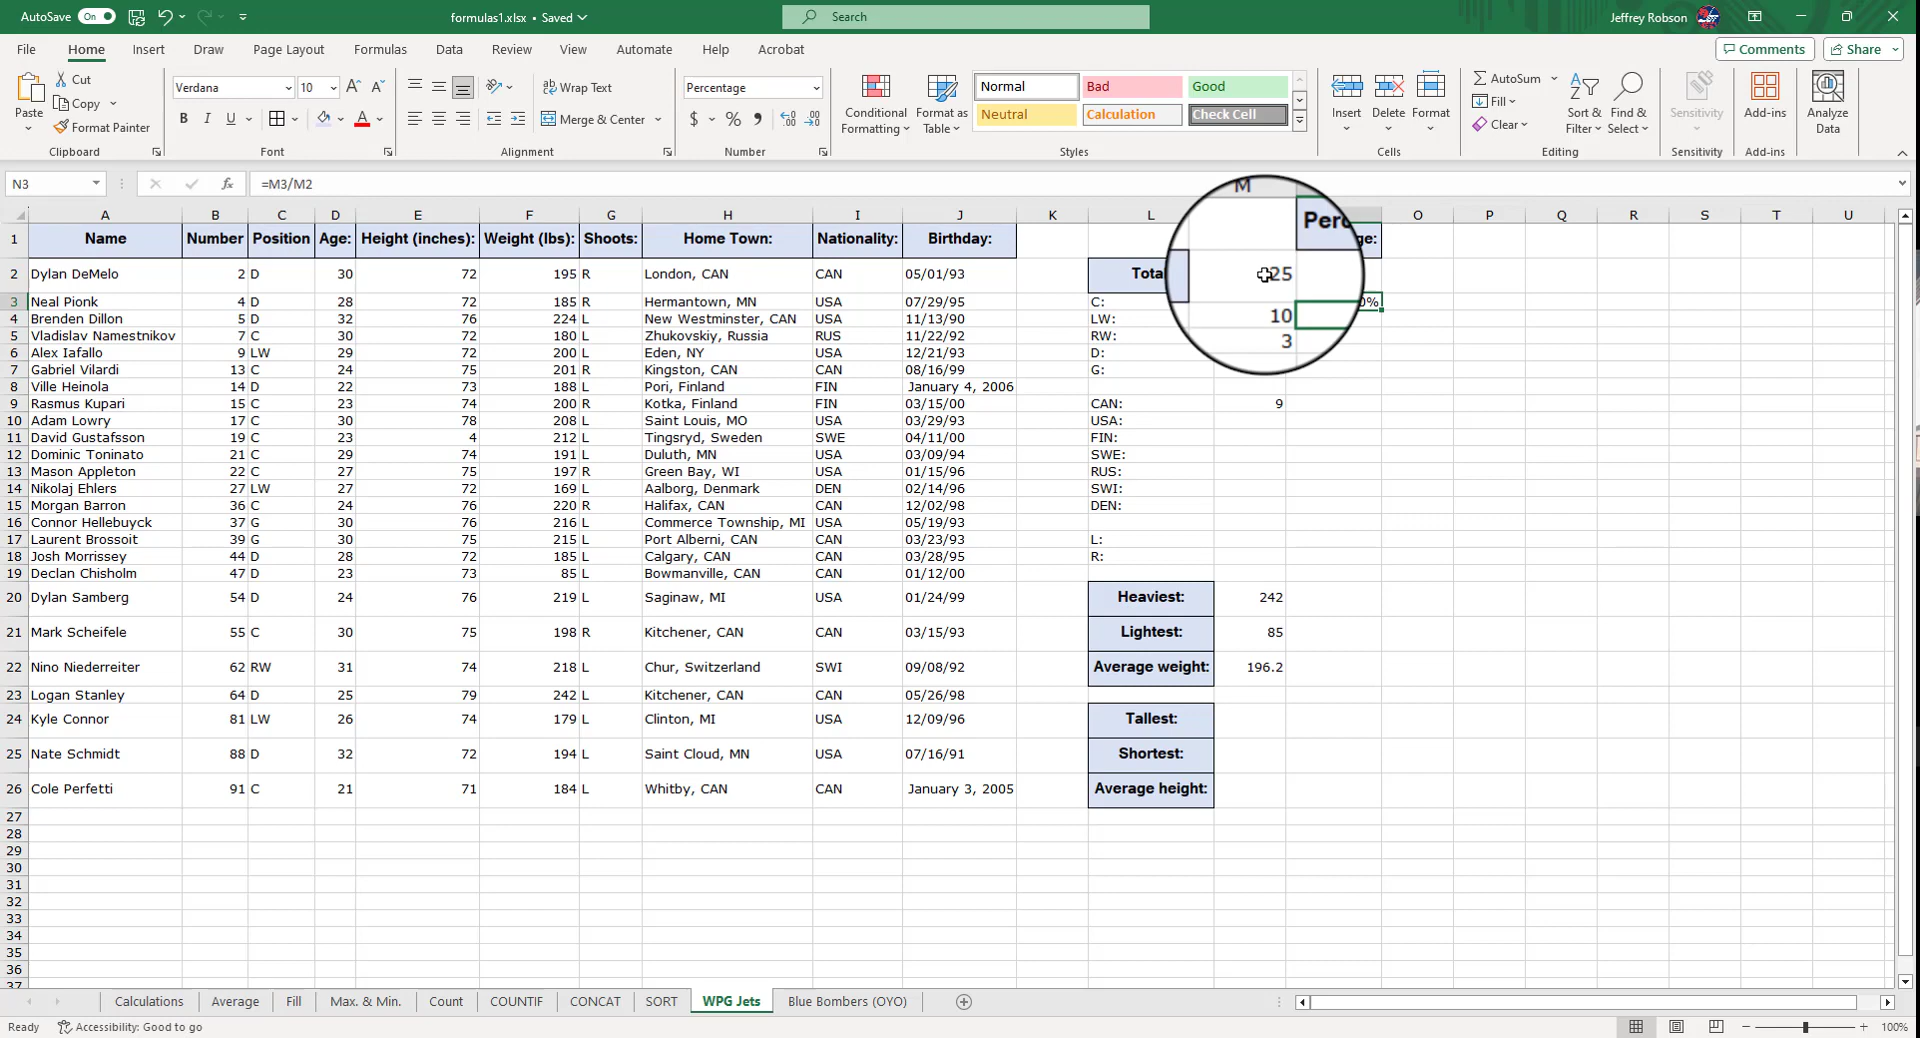 AutoSave On formulas1.xlsx • Saved Search Jeffrey Robson
File Home Insert Draw Page Layout Formulas Data Review View Automate Help Acrobat Comments Share
Paste Cut Copy Format Painter Clipboard
Verdana 10 B I U A Font
Wrap Text Merge & Center Alignment
Percentage $ % Number
Conditional Formatting Format as Table Normal Bad Good Neutral Calculation Check Cell Styles
Insert Delete Format Cells
AutoSum Fill Clear Sort & Filter Find & Select Editing
Sensitivity Sensitivity
Add-ins Add-ins
Analyze Data
N3 fx =M3/M2
A B C D E F G H I J K L M O P Q R S T U
1 Name Number Position Age: Height (inches): Weight (lbs): Shoots: Home Town: Nationality: Birthday:
2 Dylan DeMelo 2 D 30 72 195 R London, CAN CAN 05/01/93 25
3 Neal Pionk 4 D 28 72 185 R Hermantown, MN USA 07/29/95 C: 10
4 Brenden Dillon 5 D 32 76 224 L New Westminster, CAN CAN 11/13/90 LW: 3
5 Vladislav Namestnikov 7 C 30 72 180 L Zhukovskiy, Russia RUS 11/22/92 RW:
6 Alex Iafallo 9 LW 29 72 200 L Eden, NY USA 12/21/93 D:
7 Gabriel Vilardi 13 C 24 75 201 R Kingston, CAN CAN 08/16/99 G:
8 Ville Heinola 14 D 22 73 188 L Pori, Finland FIN January 4, 2006
9 Rasmus Kupari 15 C 23 74 200 R Kotka, Finland FIN 03/15/00 CAN: 9
10 Adam Lowry 17 C 30 78 208 L Saint Louis, MO USA 03/29/93 USA:
11 David Gustafsson 19 C 23 4 212 L Tingsryd, Sweden SWE 04/11/00 FIN:
12 Dominic Toninato 21 C 29 74 191 L Duluth, MN USA 03/09/94 SWE:
13 Mason Appleton 22 C 27 75 197 R Green Bay, WI USA 01/15/96 RUS:
14 Nikolaj Ehlers 27 LW 27 72 169 L Aalborg, Denmark DEN 02/14/96 SWI:
15 Morgan Barron 36 C 24 76 220 R Halifax, CAN CAN 12/02/98 DEN:
16 Connor Hellebuyck 37 G 30 76 216 L Commerce Township, MI USA 05/19/93
17 Laurent Brossoit 39 G 30 75 215 L Port Alberni, CAN CAN 03/23/93 L:
18 Josh Morrissey 44 D 28 72 185 L Calgary, CAN CAN 03/28/95 R:
19 Declan Chisholm 47 D 23 73 85 L Bowmanville, CAN CAN 01/12/00
20 Dylan Samberg 54 D 24 76 219 L Saginaw, MI USA 01/24/99 Heaviest: 242
21 Mark Scheifele 55 C 30 75 198 R Kitchener, CAN CAN 03/15/93 Lightest: 85
22 Nino Niederreiter 62 RW 31 74 218 L Chur, Switzerland SWI 09/08/92 Average weight: 196.2
23 Logan Stanley 64 D 25 79 242 L Kitchener, CAN CAN 05/26/98
24 Kyle Connor 81 LW 26 74 179 L Clinton, MI USA 12/09/96 Tallest:
25 Nate Schmidt 88 D 32 72 194 L Saint Cloud, MN USA 07/16/91 Shortest:
26 Cole Perfetti 91 C 21 71 184 L Whitby, CAN CAN January 3, 2005 Average height:
27
28
29
30
31
32
33
34
35
36
37
Calculations Average Fill Max. & Min. Count COUNTIF CONCAT SORT WPG Jets Blue Bombers (OYO)
Ready Accessibility: Good to go 100%